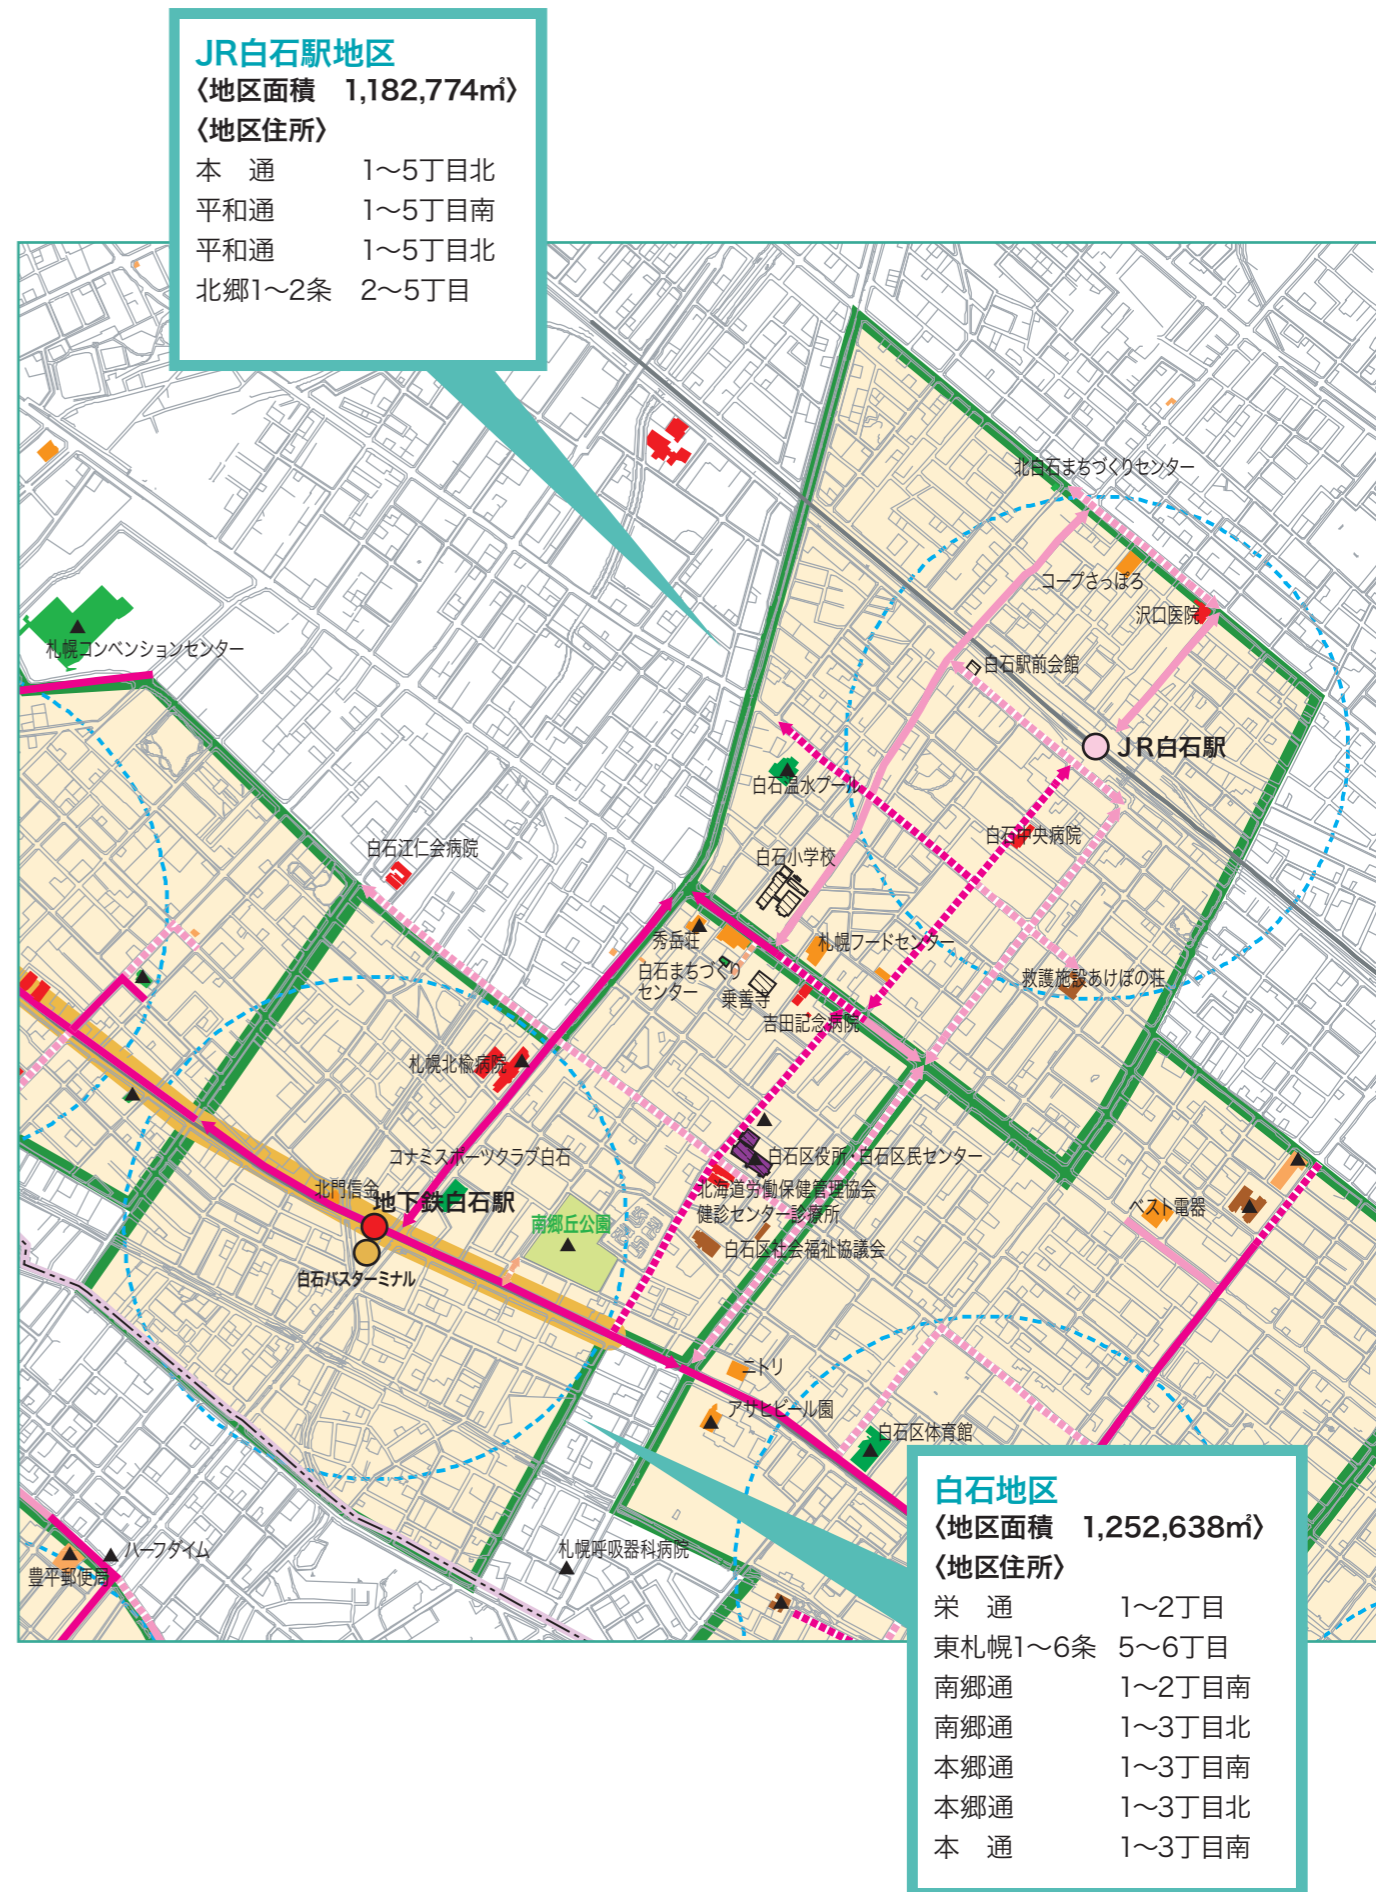 JR白石駅地区
〈地区面積　1,182,774㎡〉
〈地区住所〉
本　通　1〜5丁目北
平和通　1〜5丁目南
平和通　1〜5丁目北
北郷1〜2条　2〜5丁目
北白石まちづくりセンター
コープさっぽろ
沢口医院
札幌コンベンションセンター
白石駅前会館
JR白石駅
白石温水プール
白石中央病院
白石江仁会病院
白石小学校
秀岳荘
札幌フードセンター
白石まちづくり
センター
乗善寺
救護施設あけぼの荘
吉田記念病院
札幌北楡病院
コナミスポーツクラブ白石
白石区役所・白石区民センター
北門信金
北海道労働保健管理協会
健診センター診療所
地下鉄白石駅
南郷丘公園
ベスト電器
白石区社会福祉協議会
白石バスターミナル
ニトリ
アサヒビール園
白石区体育館
札幌呼吸器科病院
ハーフダイム
豊平郵便局
白石地区
〈地区面積　1,252,638㎡〉
〈地区住所〉
栄　通　1〜2丁目
東札幌1〜6条　5〜6丁目
南郷通　1〜2丁目南
南郷通　1〜3丁目北
本郷通　1〜3丁目南
本郷通　1〜3丁目北
本　通　1〜3丁目南